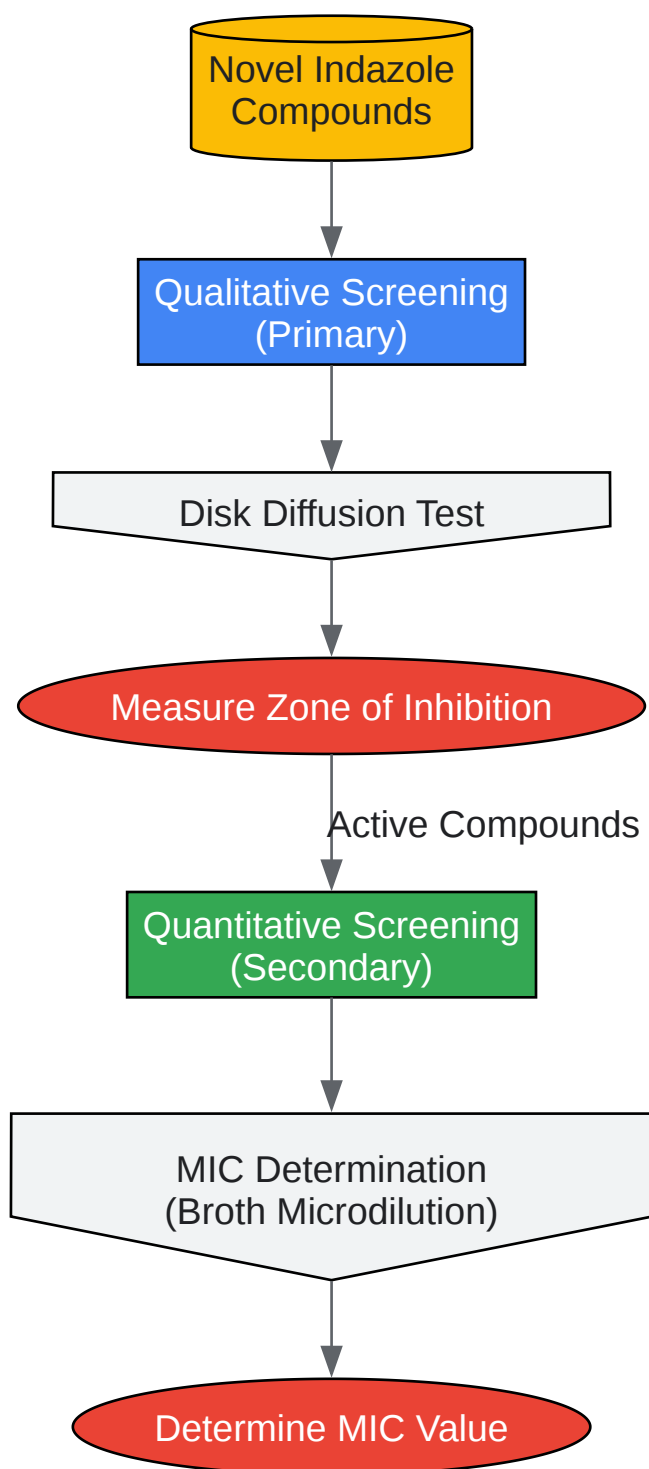 Novel Indazole
Compounds
Qualitative Screening
(Primary)
Disk Diffusion Test
Measure Zone of Inhibition
Active Compounds
Quantitative Screening
(Secondary)
MIC Determination
(Broth Microdilution)
Determine MIC Value